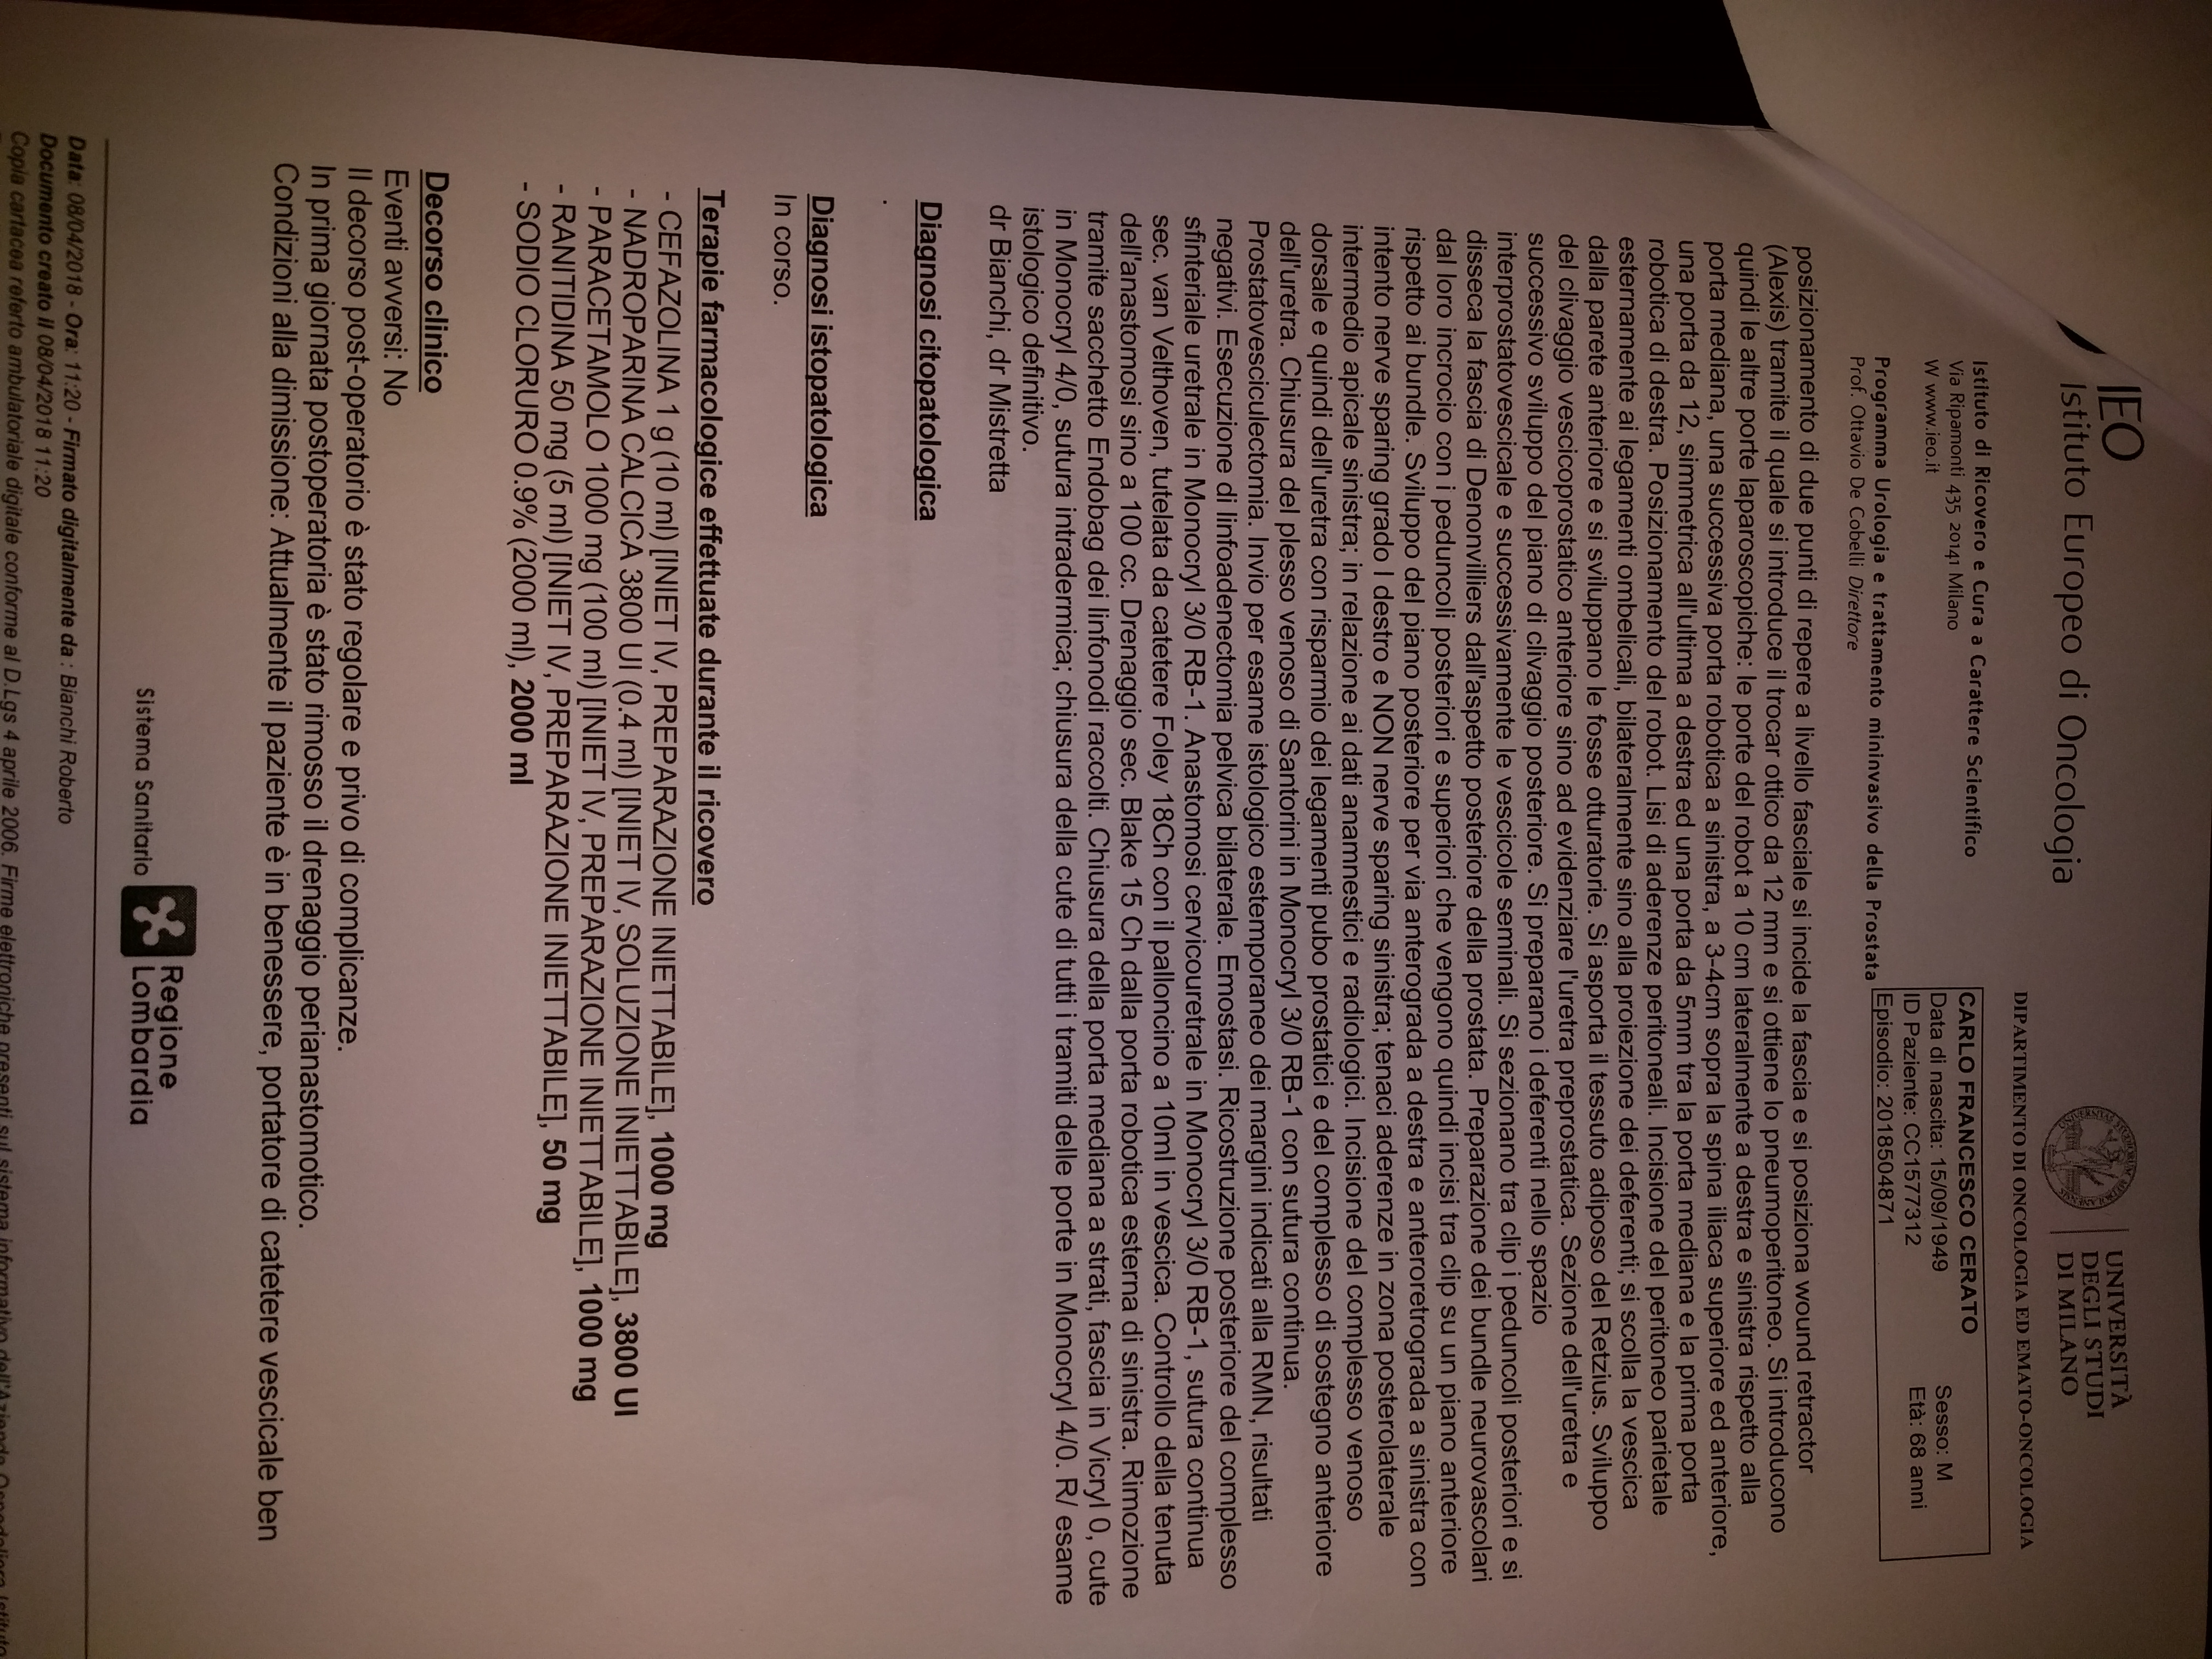 IEO
Istituto Europeo di Oncologia
UNIVERSITÀ
DEGLI STUDI
DI MILANO
DIPARTIMENTO DI ONCOLOGIA ED EMATO-ONCOLOGIA
Istituto di Ricovero e Cura a Carattere Scientifico
Via Ripamonti 435 20141 Milano
W www.ieo.it
Programma Urologia e trattamento mininvasivo della Prostata
Prof. Ottavio De Cobelli Direttore
CARLO FRANCESCO CERATO
Data di nascita: 15/09/1949 Sesso: M
ID Paziente: CC1577312 Età: 68 anni
Episodio: 2018504871
posizionamento di due punti di repere a livello fasciale si incide la fascia e si posiziona wound retractor
(Alexis) tramite il quale si introduce il trocar ottico da 12 mm e si ottiene lo pneumoperitoneo. Si introducono
quindi le altre porte laparoscopiche: le porte del robot a 10 cm lateralmente a destra e sinistra rispetto alla
porta mediana, una successiva porta robotica a sinistra, a 3-4cm sopra la spina iliaca superiore ed anteriore,
una porta da 12, simmetrica all'ultima a destra ed una porta da 5mm tra la porta mediana e la prima porta
robotica di destra. Posizionamento del robot. Lisi di aderenze peritoneali. Incisione del peritoneo parietale
esternamente ai legamenti ombelicali, bilateralmente sino alla proiezione dei deferenti; si scolla la vescica
dalla parete anteriore e si sviluppano le fosse otturatorie. Si asporta il tessuto adiposo del Retzius. Sviluppo
del clivaggio vescicoprostatico anteriore sino ad evidenziare l'uretra preprostatica. Sezione dell'uretra e
successivo sviluppo del piano di clivaggio posteriore. Si preparano i deferenti nello spazio
interprostatovescicale e successivamente le vescicole seminali. Si sezionano tra clip i peduncoli posteriori e si
disseca la fascia di Denonvilliers dall'aspetto posteriore della prostata. Preparazione dei bundle neurovascolari
dal loro incrocio con i peduncoli posteriori e superiori che vengono quindi incisi tra clip su un piano anteriore
rispetto ai bundle. Sviluppo del piano posteriore per via anterograda a destra e anteroretrograda a sinistra con
intento nerve sparing grado I destro e NON nerve sparing sinistra; tenaci aderenze in zona posterolaterale
intermedio apicale sinistra; in relazione ai dati anamnestici e radiologici. Incisione del complesso venoso
dorsale e quindi dell'uretra con risparmio dei legamenti pubo prostatici e del complesso di sostegno anteriore
dell'uretra. Chiusura del plesso venoso di Santorini in Monocryl 3/0 RB-1 con sutura continua.
Prostatovesciculectomia. Invio per esame istologico estemporaneo dei margini indicati alla RMN, risultati
negativi. Esecuzione di linfoadenectomia pelvica bilaterale. Emostasi. Ricostruzione posteriore del complesso
sfinteriale uretrale in Monocryl 3/0 RB-1. Anastomosi cervicouretrale in Monocryl 3/0 RB-1, sutura continua
sec. van Velthoven, tutelata da catetere Foley 18Ch con il palloncino a 10ml in vescica. Controllo della tenuta
dell'anastomosi sino a 100 cc. Drenaggio sec. Blake 15 Ch dalla porta robotica esterna di sinistra. Rimozione
tramite sacchetto Endobag dei linfonodi raccolti. Chiusura della porta mediana a strati, fascia in Vicryl 0, cute
in Monocryl 4/0, sutura intradermica; chiusura della cute di tutti i tramiti delle porte in Monocryl 4/0. R/ esame
istologico definitivo.
dr Bianchi, dr Mistretta
Diagnosi citopatologica
.
Diagnosi istopatologica
In corso.
Terapie farmacologice effettuate durante il ricovero
- CEFAZOLINA 1 g (10 ml) [INIET IV, PREPARAZIONE INIETTABILE], 1000 mg
- NADROPARINA CALCICA 3800 UI (0.4 ml) [INIET IV, SOLUZIONE INIETTABILE], 3800 UI
- PARACETAMOLO 1000 mg (100 ml) [INIET IV, PREPARAZIONE INIETTABILE], 1000 mg
- RANITIDINA 50 mg (5 ml) [INIET IV, PREPARAZIONE INIETTABILE], 50 mg
- SODIO CLORURO 0.9% (2000 ml), 2000 ml
Decorso clinico
Eventi avversi: No
Il decorso post-operatorio è stato regolare e privo di complicanze.
In prima giornata postoperatoria è stato rimosso il drenaggio perianastomotico.
Condizioni alla dimissione: Attualmente il paziente è in benessere, portatore di catetere vescicale ben
Sistema Sanitario
Regione
Lombardia
Data: 08/04/2018 - Ora: 11:20 - Firmato digitalmente da : Bianchi Roberto
Documento creato il 08/04/2018 11:20
Copia cartacea referto ambulatoriale digitale conforme al D.Lgs 4 aprile 2006. Firme elettroniche presenti sul sistema informativo dell'Azienda Ospedaliera Istituto